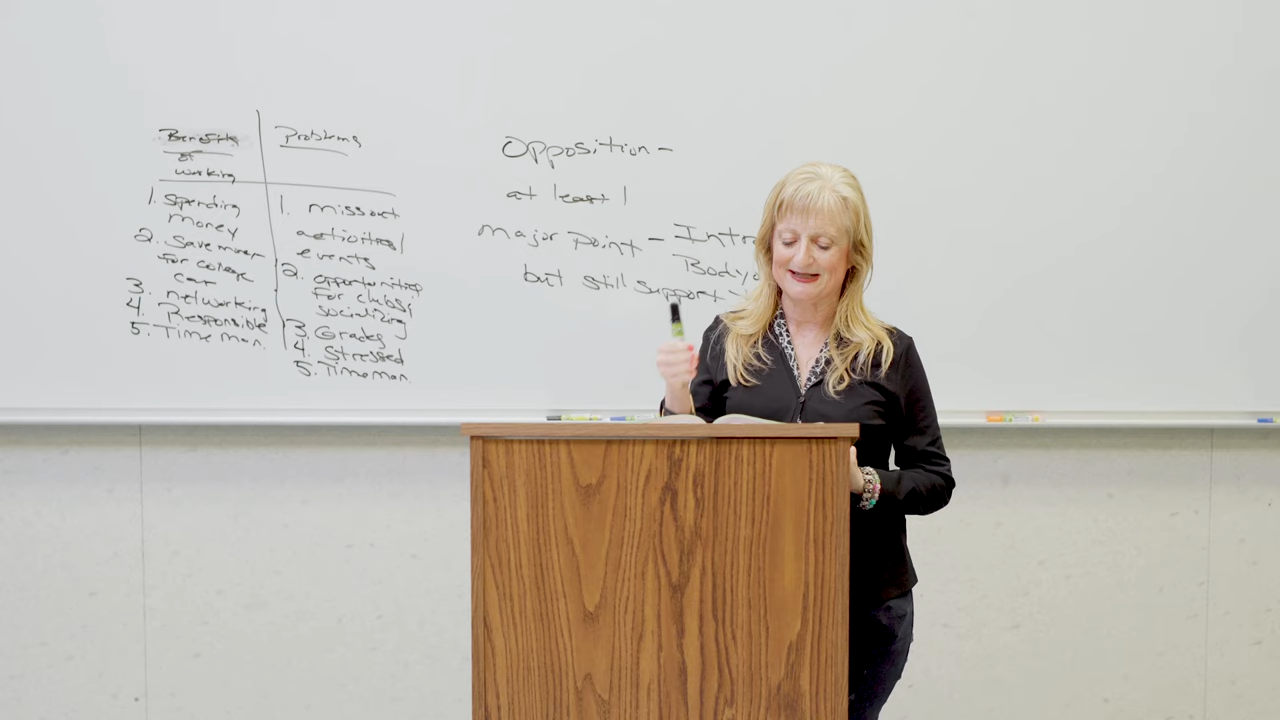 Benefits
of
working
1. Spending
money
2. Save money
for college
car
3. networking
4. Responsible
5. Time man.
Problems
1. miss out
activities/
events
2. opportunities
for clubs/
socializing
3. Grades
4. Stressed
5. Time man.
Opposition -
at least 1
major point - Intro
Body
but still support -